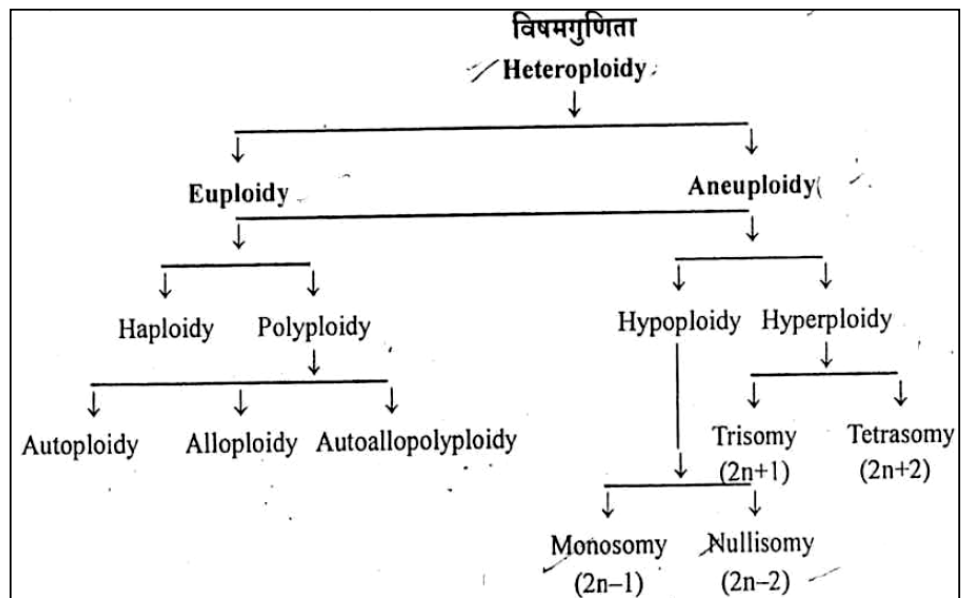 विषमगुणिता
Heteroploidy
Euploidy Aneuploidy
Haploidy Polyploidy Hypoploidy Hyperploidy
Autoploidy Alloploidy Autoallopolyploidy Trisomy Tetrasomy
(2n+1) (2n+2)
Monosomy Nullisomy
(2n–1) (2n–2)